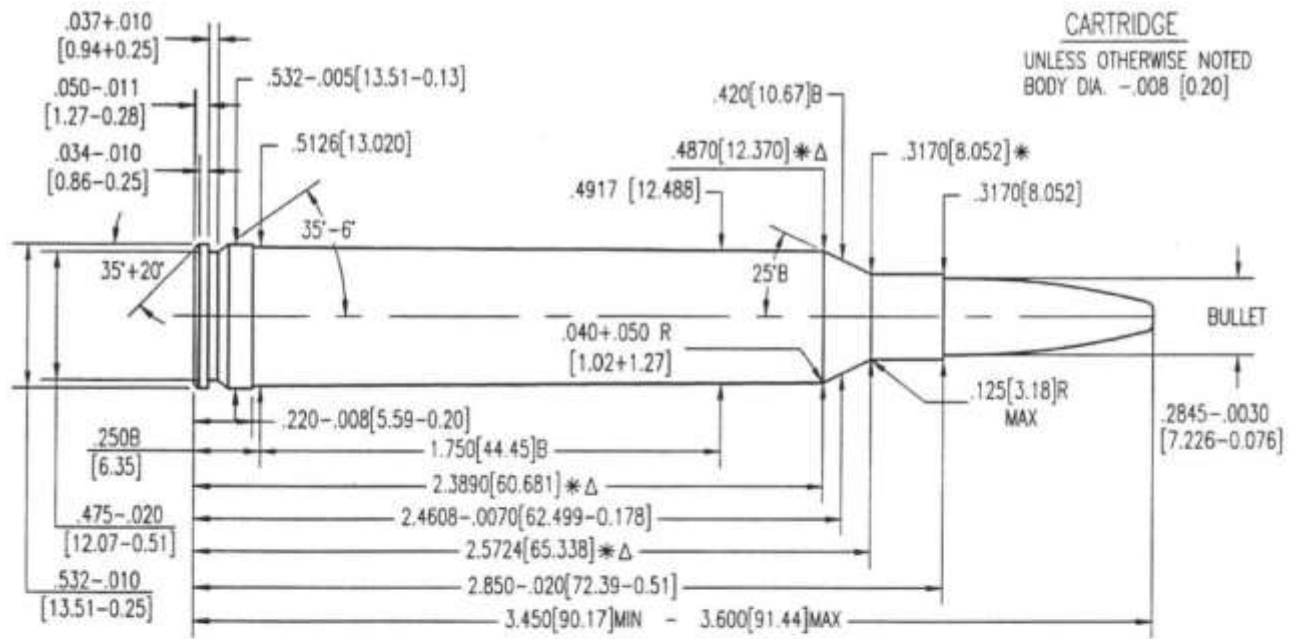 CARTRIDGE
UNLESS OTHERWISE NOTED
BODY DIA. -.008 [0.20]
.037+.010
[0.94+0.25]
.050-.011
[1.27-0.28]
.034-.010
[0.86-0.25]
.532-.005[13.51-0.13]
.5126[13.020]
.420[10.67]B
.4870[12.370]*Δ
.4917 [12.488]
.3170[8.052]*
.3170[8.052]
35°-6°
35°+20°
25°B
.040+.050 R
[1.02+1.27]
BULLET
.125[3.18]R
MAX
.2845-.0030
[7.226-0.076]
.220-.008[5.59-0.20]
.250B
[6.35]
1.750[44.45]B
2.3890[60.681]*Δ
.475-.020
[12.07-0.51]
2.4608-.0070[62.499-0.178]
2.5724[65.338]*Δ
.532-.010
[13.51-0.25]
2.850-.020[72.39-0.51]
3.450[90.17]MIN - 3.600[91.44]MAX